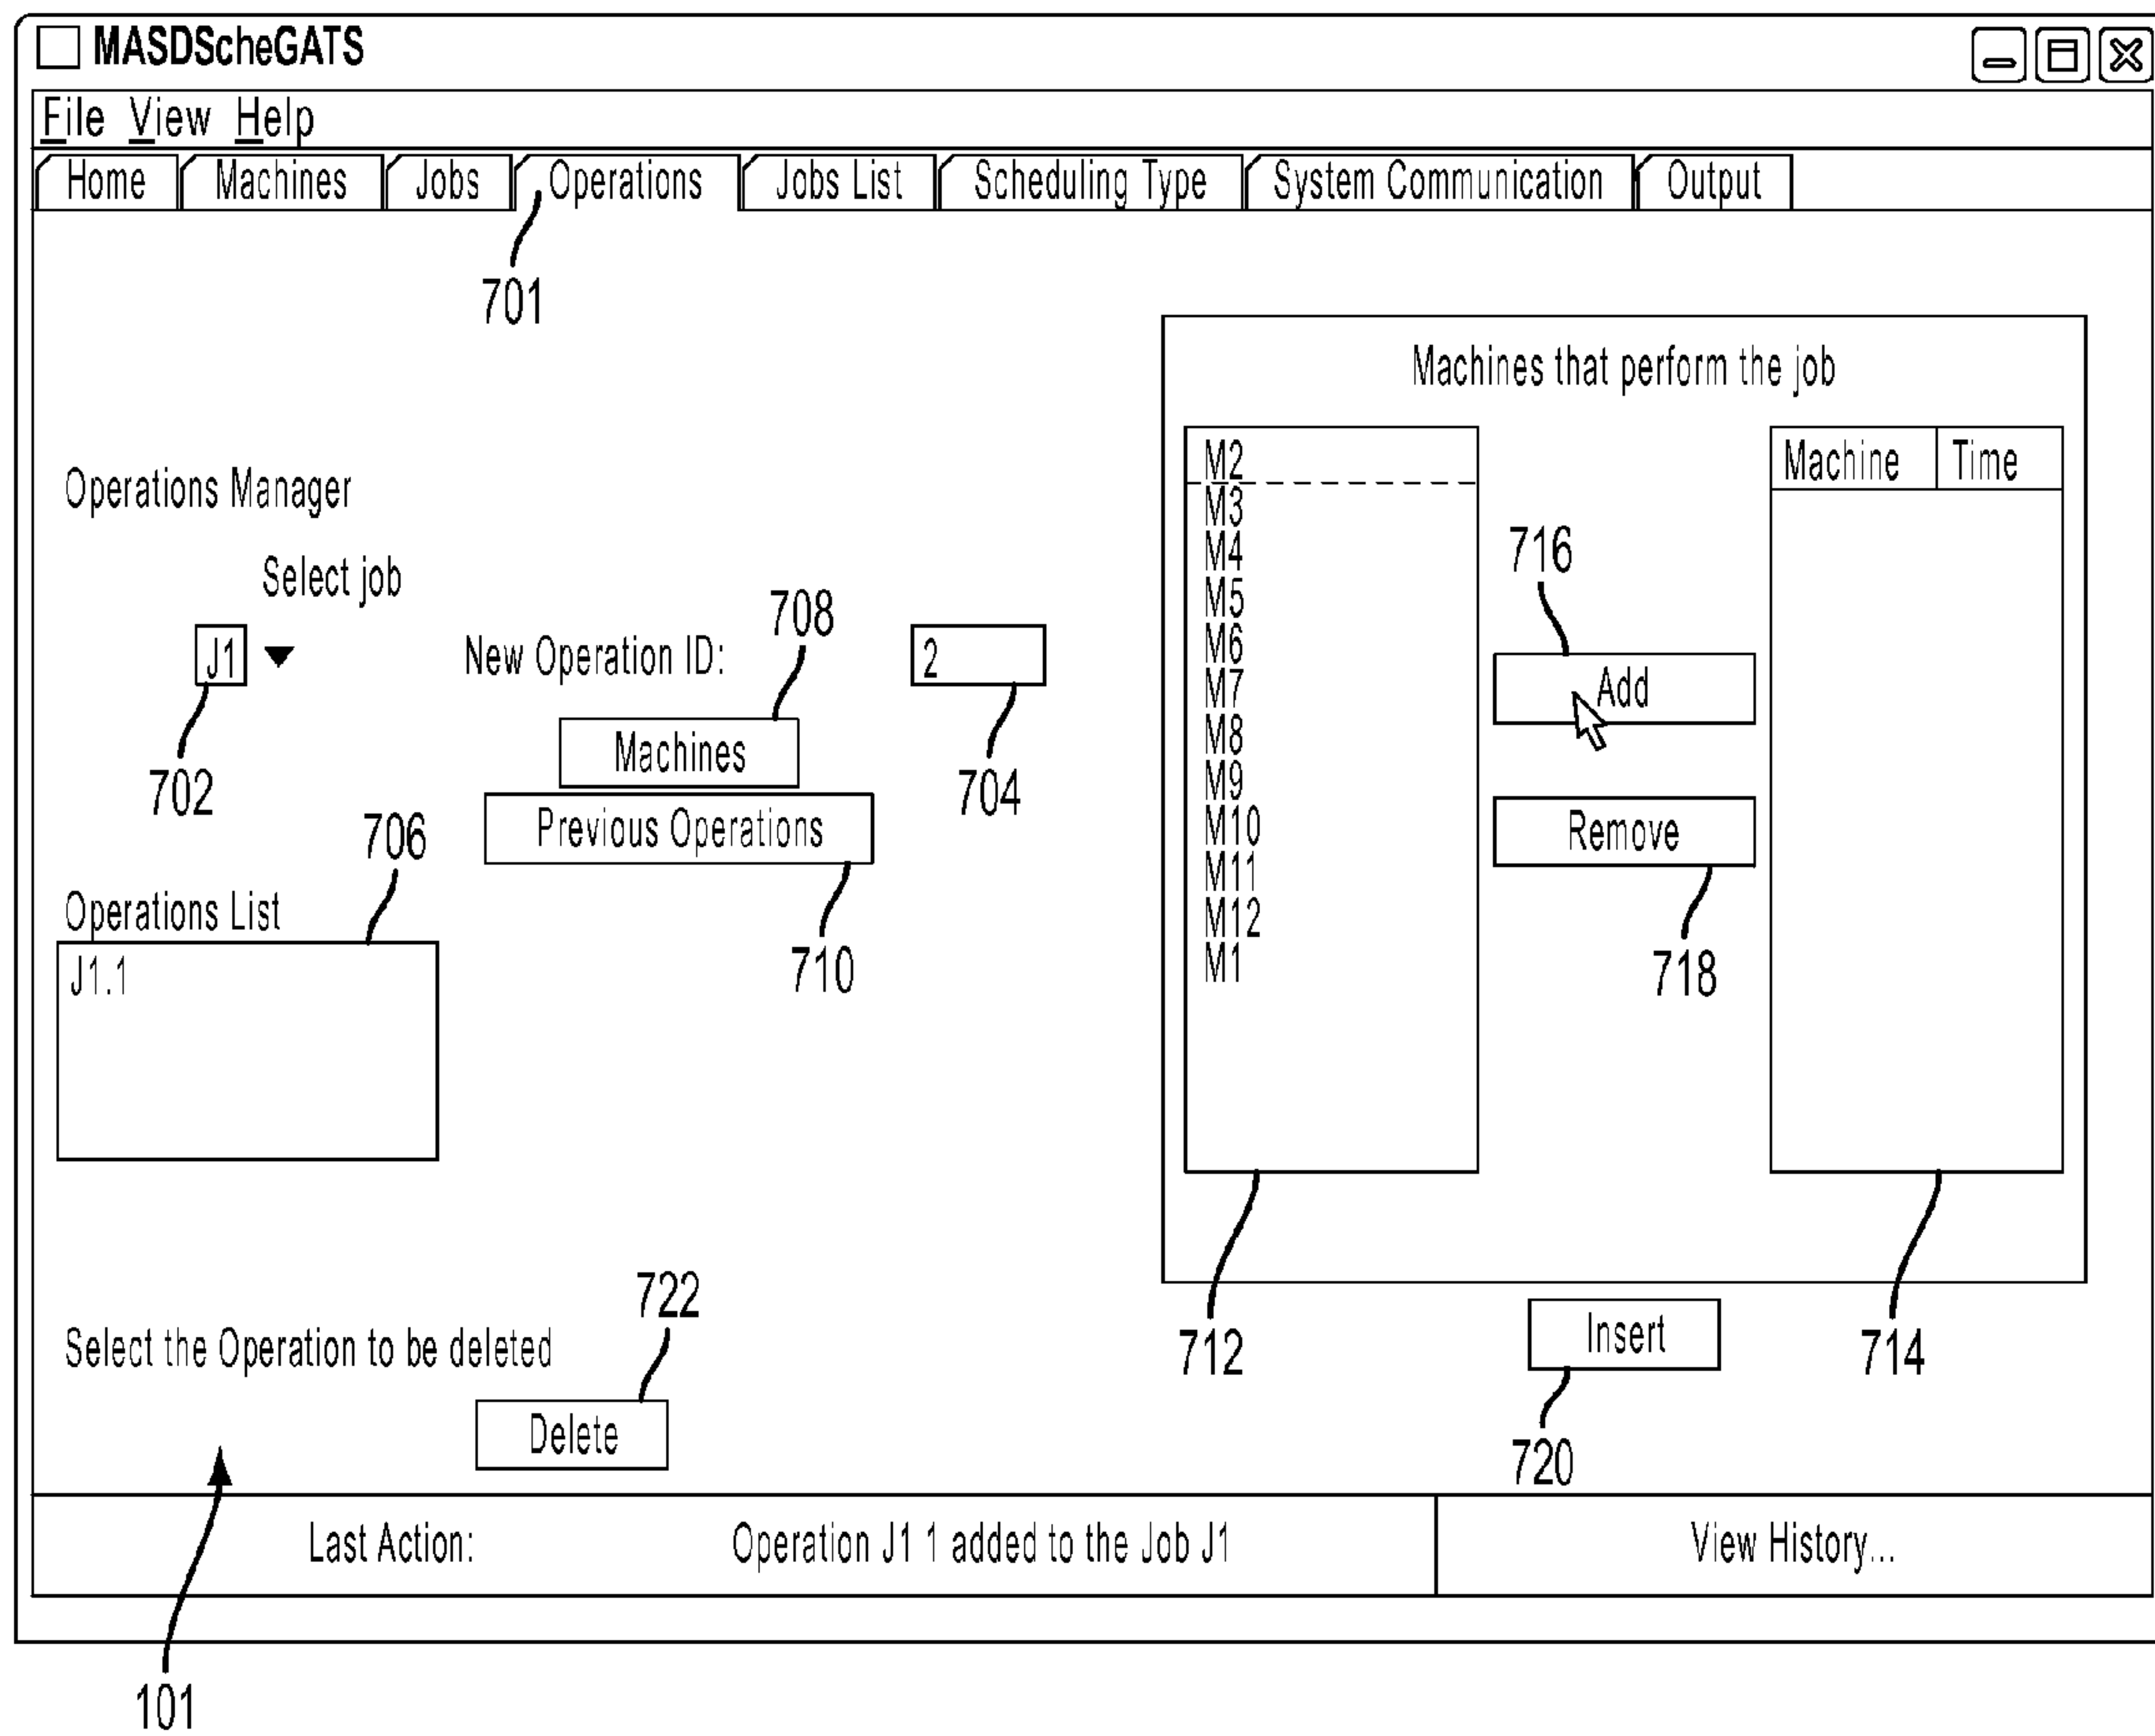 MASDScheGATS
File View Help
Home Machines Jobs Operations Jobs List Scheduling Type System Communication Output
701
Machines that perform the job
Operations Manager
Select job
J1
702
New Operation ID:
708
2
704
Machines
Previous Operations
710
706
Operations List
J1.1
M2
M3
M4
M5
M6
M7
M8
M9
M10
M11
M12
M1
716
Add
Remove
718
Machine Time
712
714
Insert
720
Select the Operation to be deleted
722
Delete
Last Action: Operation J1 1 added to the Job J1 View History...
101